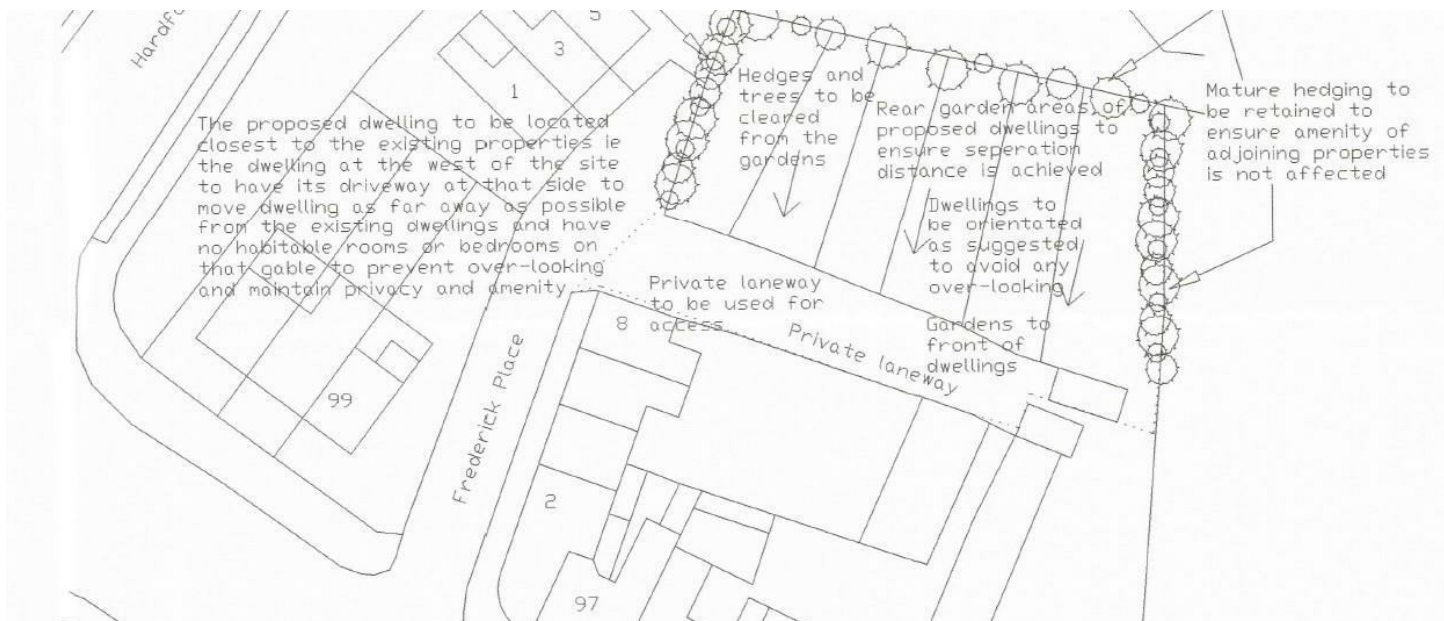 Hardfo
5
3
1
The proposed dwelling to be located
closest to the existing properties ie
the dwelling at the west of the site
to have its driveway at that side to
move dwelling as far away as possible
from the existing dwellings and have
no habitable rooms or bedrooms on
that gable to prevent over-looking
and maintain privacy and amenity
Hedges and
trees to be
cleared
from the
gardens
Rear garden areas of
proposed dwellings to
ensure seperation
distance is achieved
Mature hedging to
be retained to
ensure amenity of
adjoining properties
is not affected
Dwellings to
be orientated
as suggested
to avoid any
over-looking
Private laneway
to be used for
access
Gardens to
front of
dwellings
Private laneway
8
Frederick Place
99
2
97